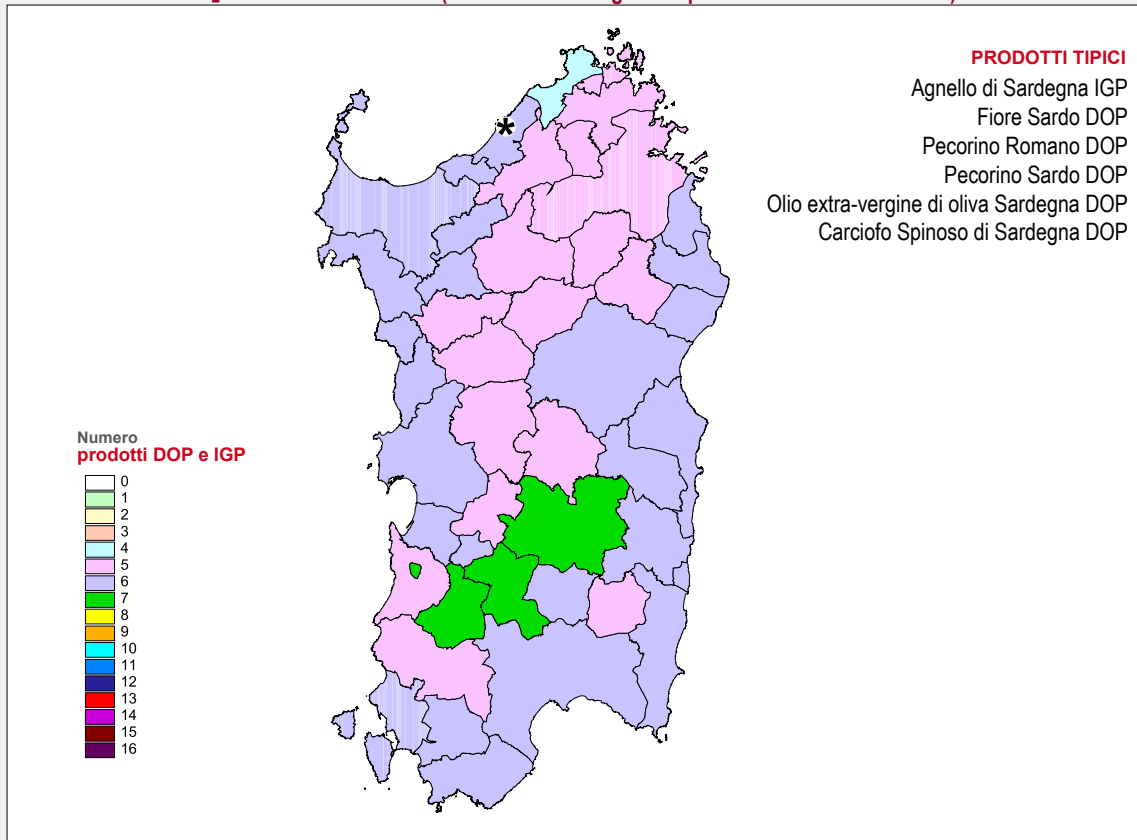 PRODOTTI TIPICI
Agnello di Sardegna IGP
Fiore Sardo DOP
Pecorino Romano DOP
Pecorino Sardo DOP
Olio extra-vergine di oliva Sardegna DOP
Carciofo Spinoso di Sardegna DOP
*
Numero
prodotti DOP e IGP
0
1
2
3
4
5
6
7
8
9
10
11
12
13
14
15
16